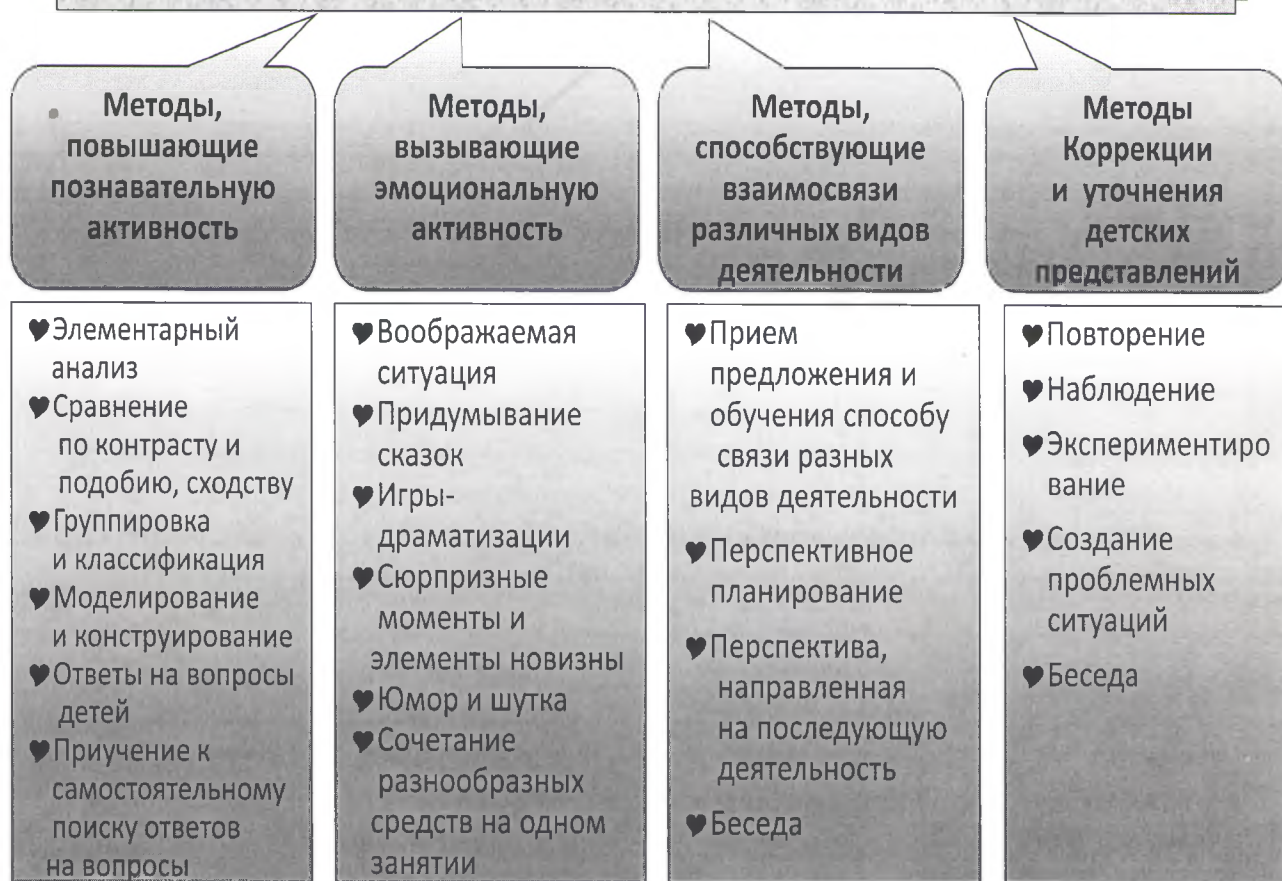 Методы,
повышающие
познавательную
активность
Методы,
вызывающие
эмоциональную
активность
Методы,
способствующие
взаимосвязи
различных видов
деятельности
Методы
Коррекции
и уточнения
детских
представлений
Элементарный
анализ
Сравнение
по контрасту и
подобию, сходству
Группировка
и классификация
Моделирование
и конструирование
Ответы на вопросы
детей
Приучение к
самостоятельному
поиску ответов
на вопросы
Воображаемая
ситуация
Придумывание
сказок
Игры-
драматизации
Сюрпризные
моменты и
элементы новизны
Юмор и шутка
Сочетание
разнообразных
средств на одном
занятии
Прием
предложения и
обучения способу
связи разных
видов деятельности
Перспективное
планирование
Перспектива,
направленная
на последующую
деятельность
Беседа
Повторение
Наблюдение
Экспериментиро
вание
Создание
проблемных
ситуаций
Беседа